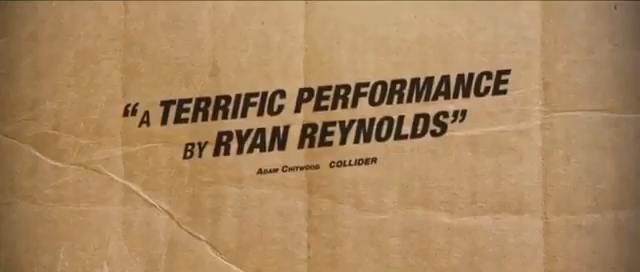 “A TERRIFIC PERFORMANCE
BY RYAN REYNOLDS”
ADAM CHITWOOD COLLIDER